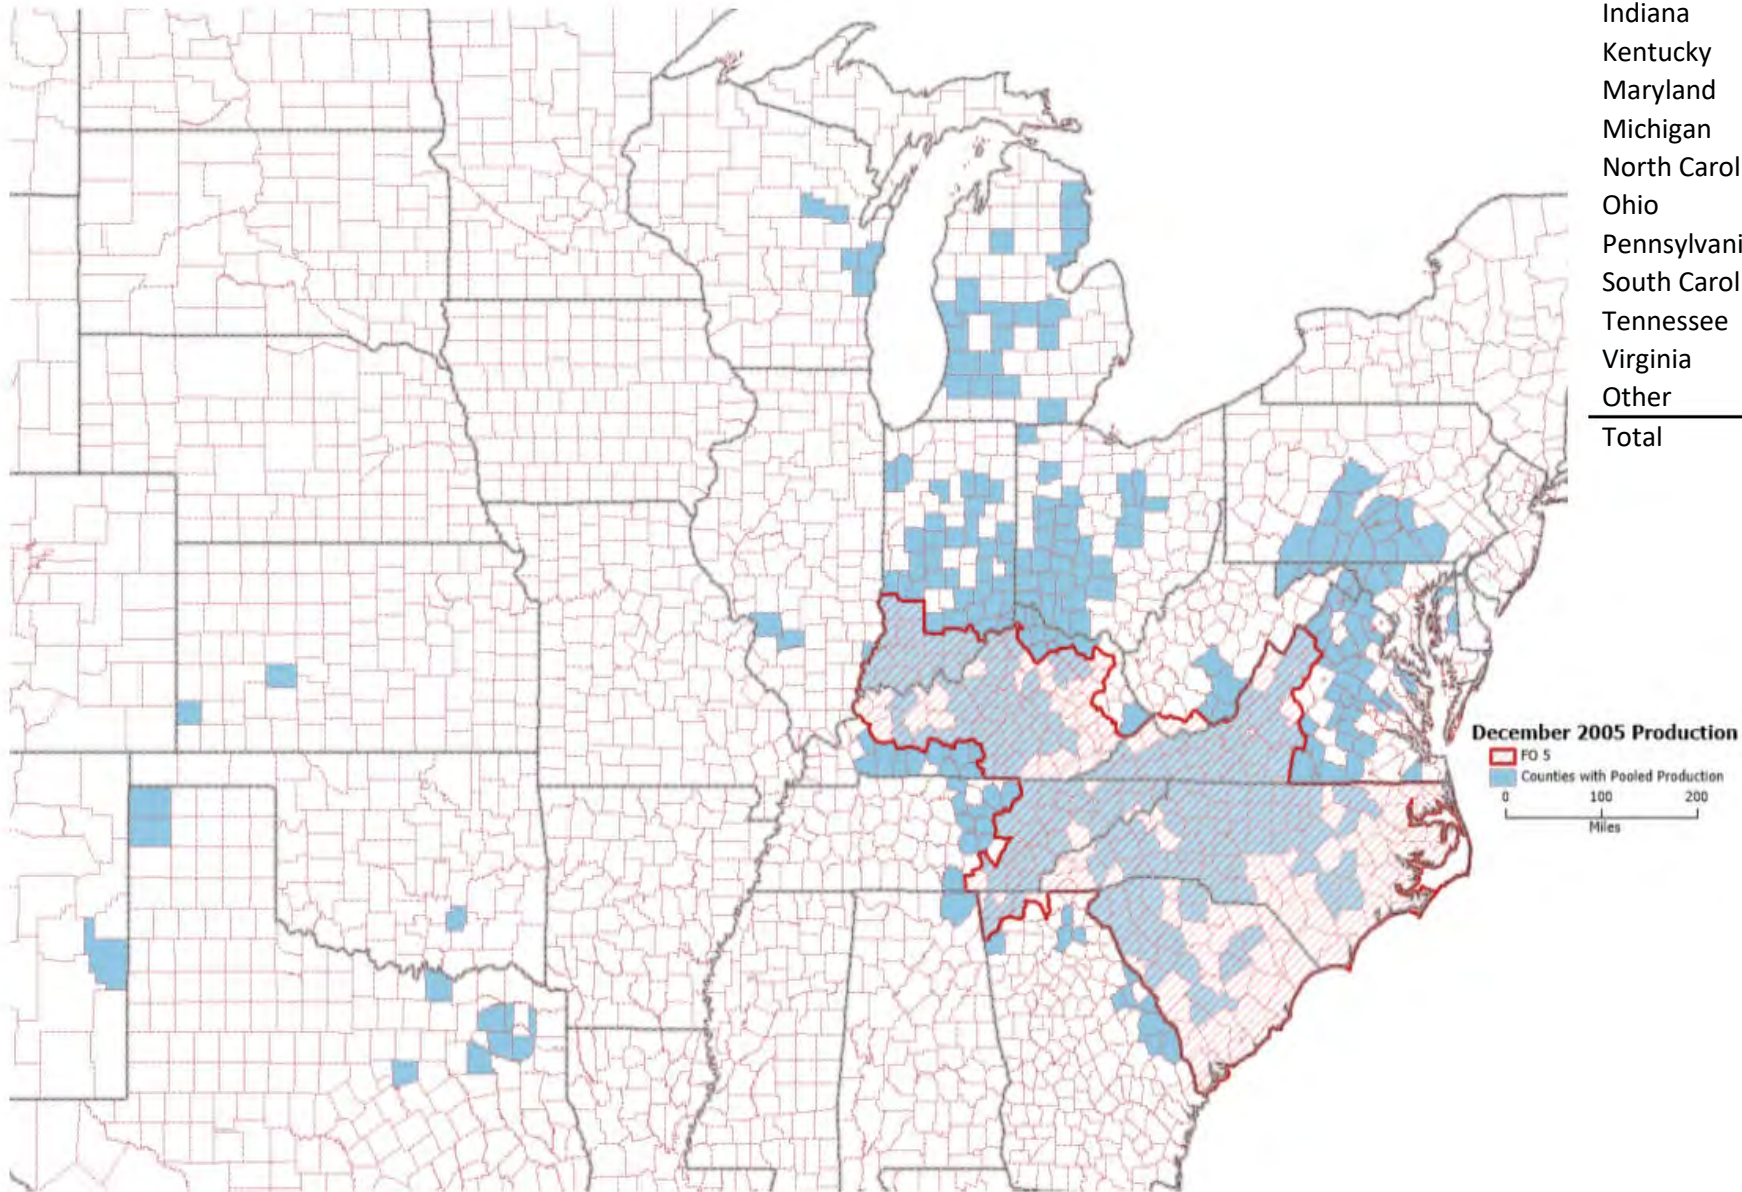 Indiana
Kentucky
Maryland
Michigan
North Carol
Ohio
Pennsylvani
South Carol
Tennessee
Virginia
Other
Total
December 2005 Production
FO 5
Counties with Pooled Production
0 100 200
Miles